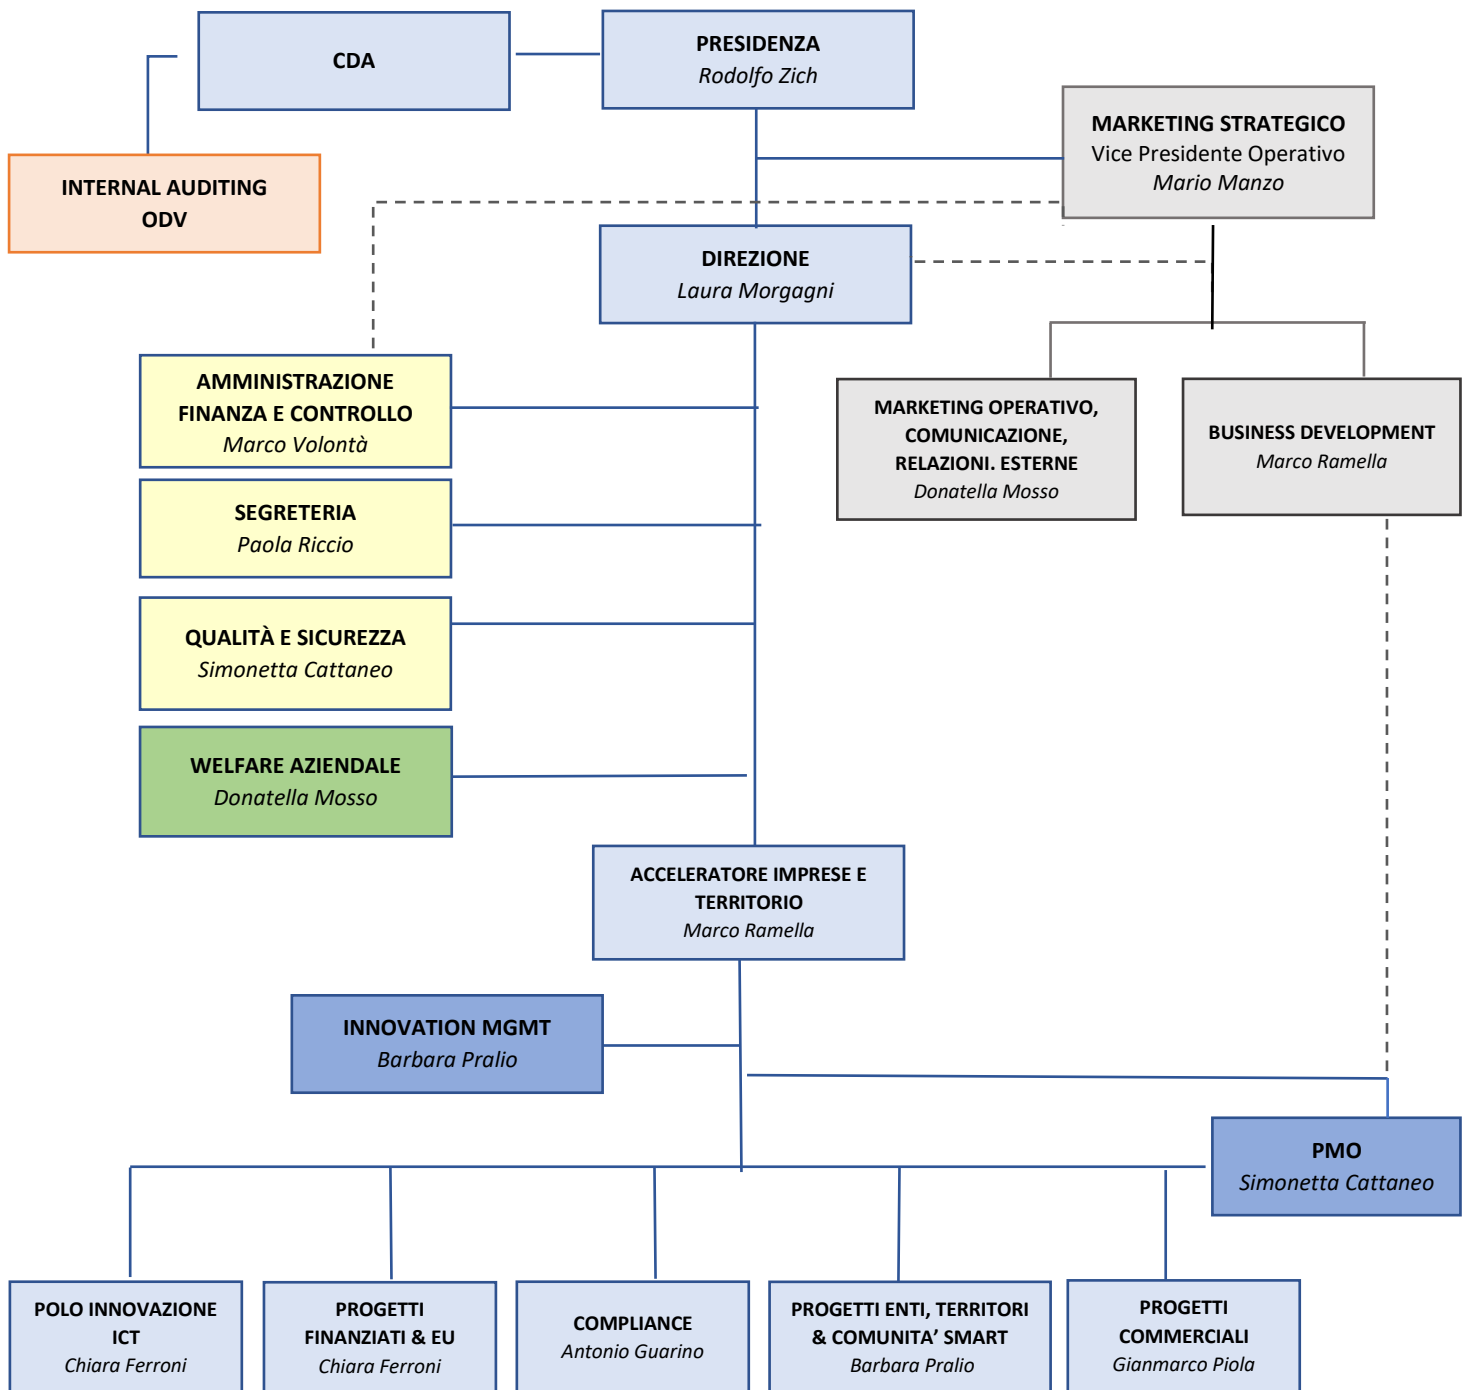 CDA
PRESIDENZA
Rodolfo Zich
MARKETING STRATEGICO
Vice Presidente Operativo
Mario Manzo
INTERNAL AUDITING
ODV
DIREZIONE
Laura Morgagni
AMMINISTRAZIONE
FINANZA E CONTROLLO
Marco Volontà
MARKETING OPERATIVO,
COMUNICAZIONE,
RELAZIONI. ESTERNE
Donatella Mosso
BUSINESS DEVELOPMENT
Marco Ramella
SEGRETERIA
Paola Riccio
QUALITÀ E SICUREZZA
Simonetta Cattaneo
WELFARE AZIENDALE
Donatella Mosso
ACCELERATORE IMPRESE E
TERRITORIO
Marco Ramella
INNOVATION MGMT
Barbara Pralio
PMO
Simonetta Cattaneo
POLO INNOVAZIONE
ICT
Chiara Ferroni
PROGETTI
FINANZIATI & EU
Chiara Ferroni
COMPLIANCE
Antonio Guarino
PROGETTI ENTI, TERRITORI
& COMUNITA’ SMART
Barbara Pralio
PROGETTI
COMMERCIALI
Gianmarco Piola